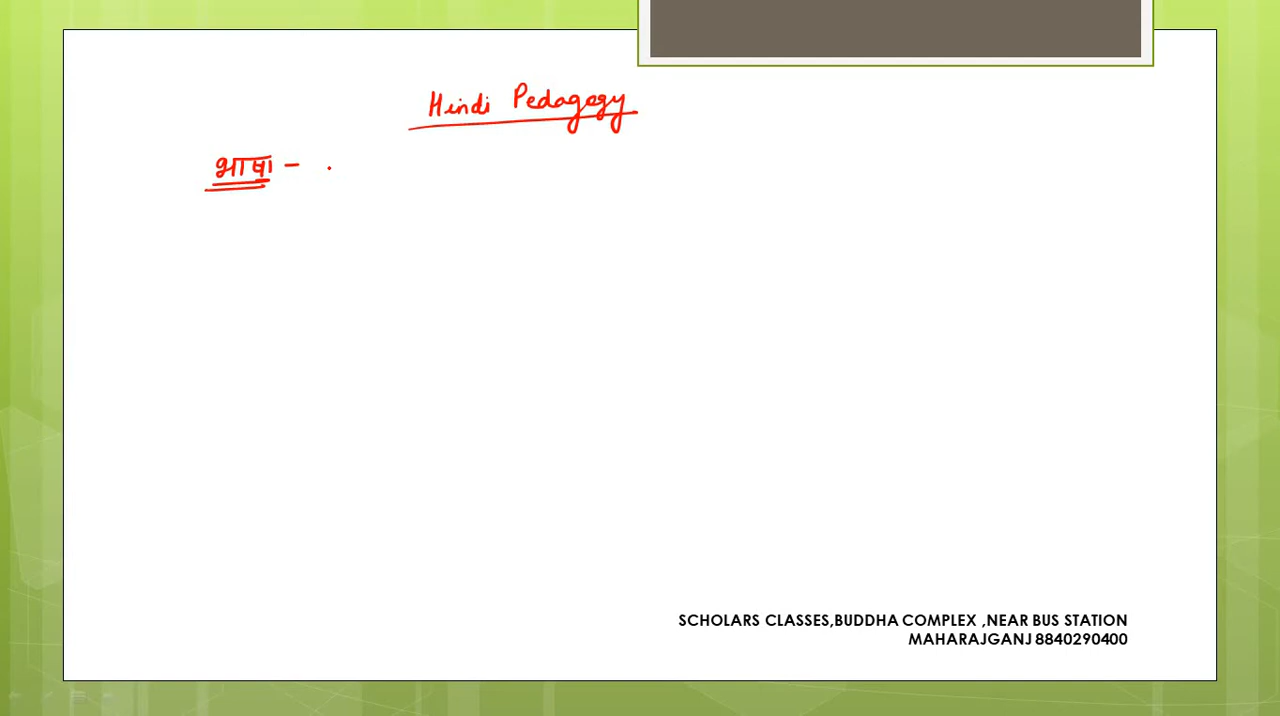 Hindi Pedagogy
भाषा - .
SCHOLARS CLASSES,BUDDHA COMPLEX ,NEAR BUS STATION
MAHARAJGANJ 8840290400